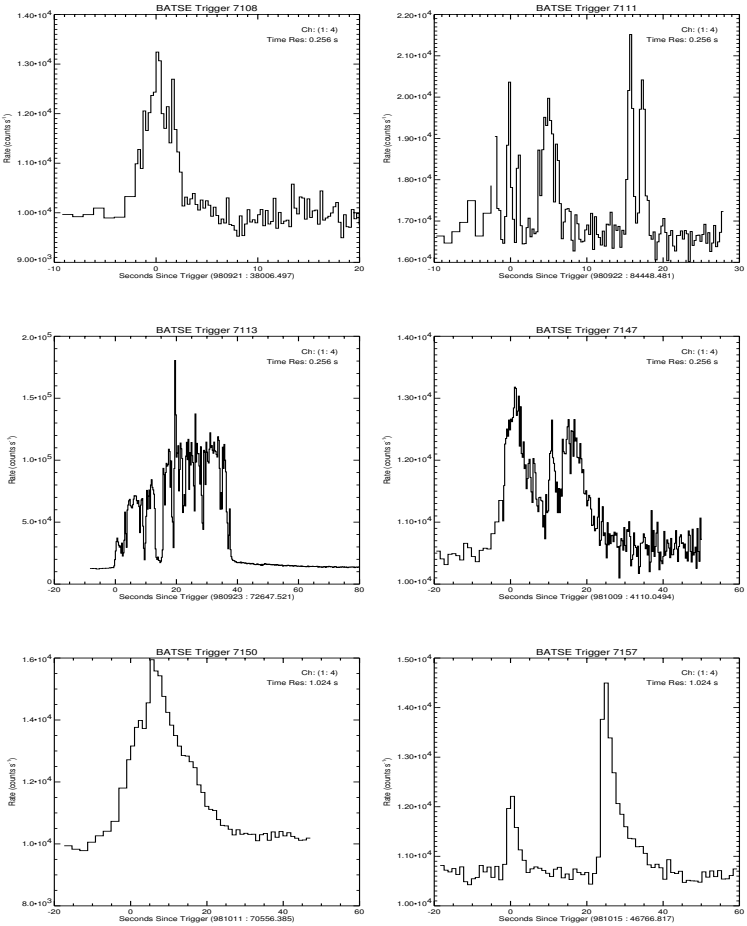 BATSE Trigger 7108
Ch: (1: 4)
Time Res: 0.256 s
Rate (counts s⁻¹)
1.40•10⁴
1.30•10⁴
1.20•10⁴
1.10•10⁴
1.00•10⁴
9.00•10³
-10 0 10 20
Seconds Since Trigger (980921 : 38006.497)
BATSE Trigger 7111
Ch: (1: 4)
Time Res: 0.256 s
Rate (counts s⁻¹)
2.20•10⁴
2.10•10⁴
2.00•10⁴
1.90•10⁴
1.80•10⁴
1.70•10⁴
1.60•10⁴
-10 0 10 20 30
Seconds Since Trigger (980922 : 84448.481)
BATSE Trigger 7113
Ch: (1: 4)
Time Res: 0.256 s
Rate (counts s⁻¹)
2.0•10⁵
1.5•10⁵
1.0•10⁵
5.0•10⁴
0
-20 0 20 40 60 80
Seconds Since Trigger (980923 : 72647.521)
BATSE Trigger 7147
Ch: (1: 4)
Time Res: 0.256 s
Rate (counts s⁻¹)
1.40•10⁴
1.30•10⁴
1.20•10⁴
1.10•10⁴
1.00•10⁴
-20 0 20 40 60
Seconds Since Trigger (981009 : 4110.0494)
BATSE Trigger 7150
Ch: (1: 4)
Time Res: 1.024 s
Rate (counts s⁻¹)
1.6•10⁴
1.4•10⁴
1.2•10⁴
1.0•10⁴
8.0•10³
-20 0 20 40 60
Seconds Since Trigger (981011 : 70556.385)
BATSE Trigger 7157
Ch: (1: 4)
Time Res: 1.024 s
Rate (counts s⁻¹)
1.50•10⁴
1.40•10⁴
1.30•10⁴
1.20•10⁴
1.10•10⁴
1.00•10⁴
-20 0 20 40 60
Seconds Since Trigger (981015 : 46766.817)